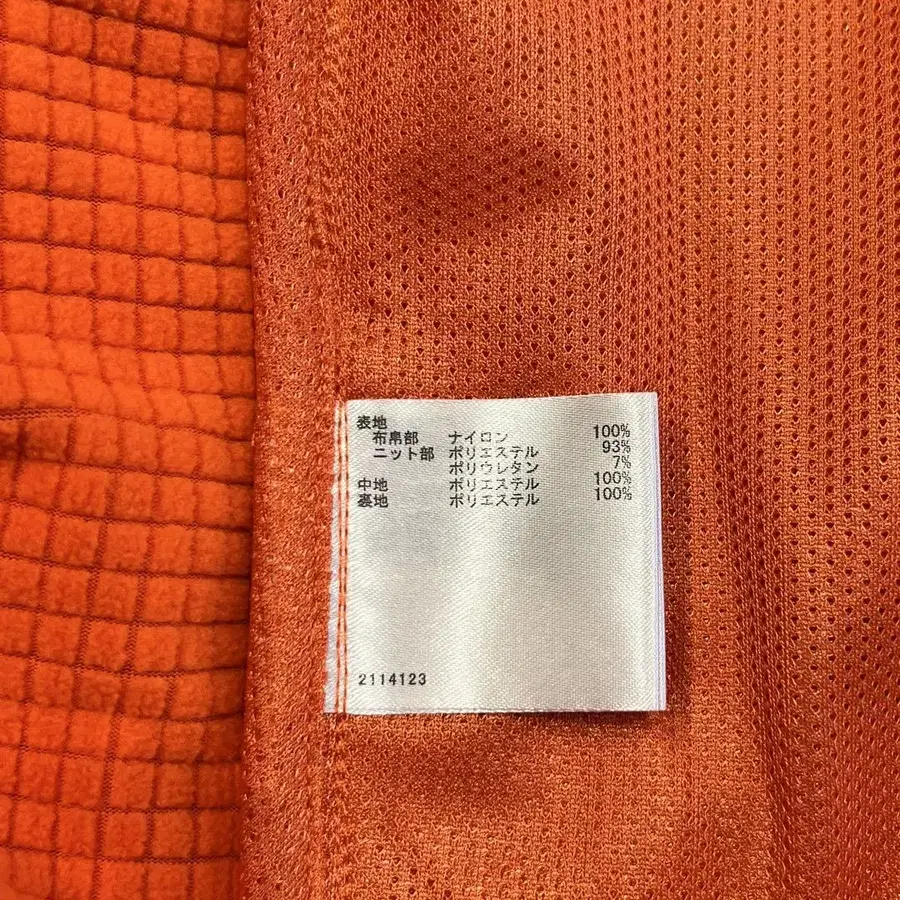 表地
布帛部 ナイロン 100%
ニット部 ポリエステル 93%
ポリウレタン 7%
中地 ポリエステル 100%
裏地 ポリエステル 100%
2114123